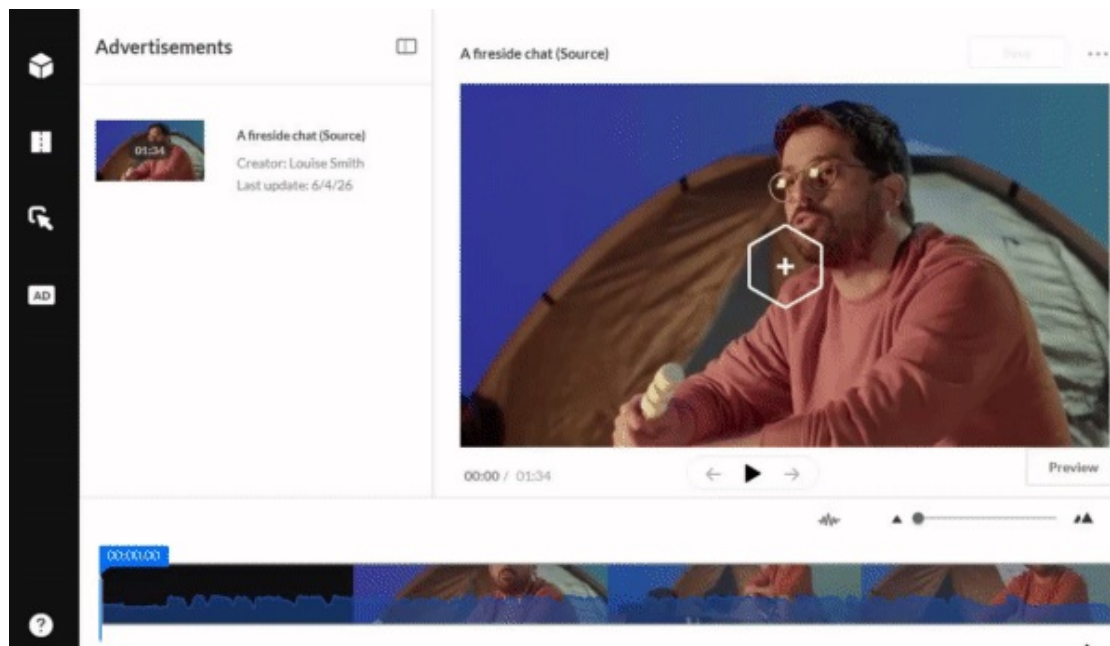 Advertisements
A fireside chat (Source)
Save
01:34
A fireside chat (Source)
Creator: Louise Smith
Last update: 6/4/26
AD
00:00 / 01:34
Preview
00:00:00
?